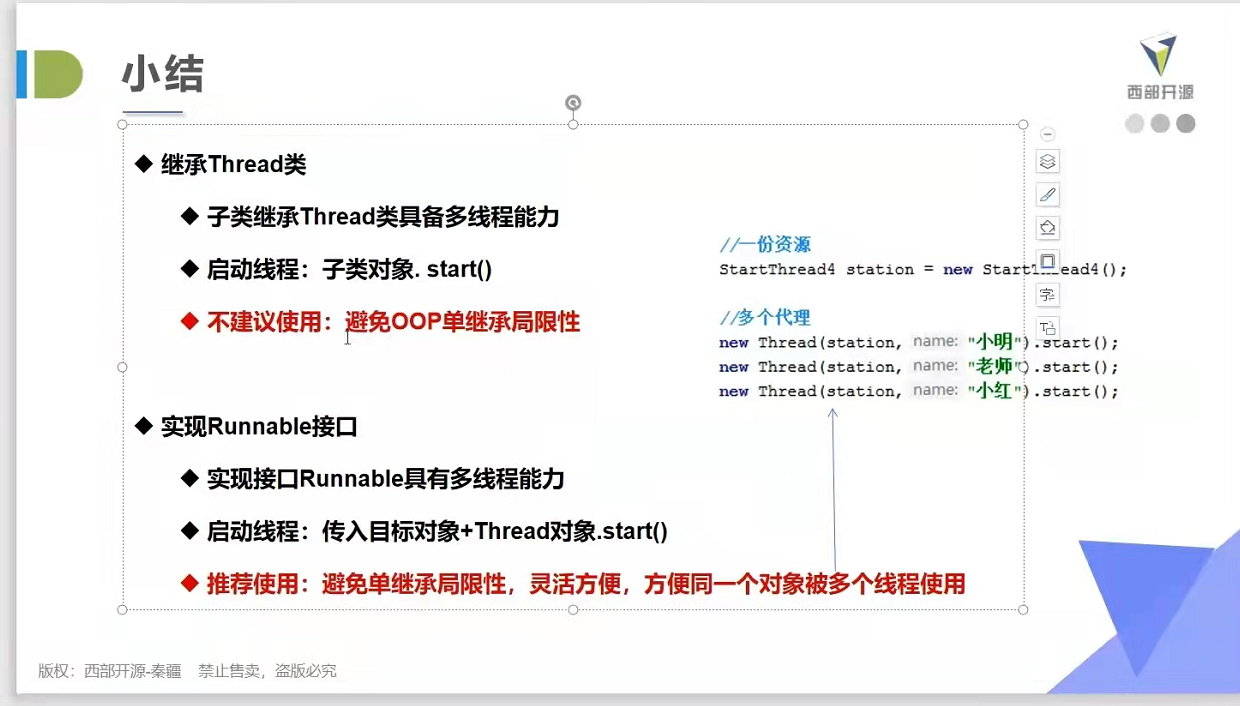 小结
西部开源
继承Thread类
子类继承Thread类具备多线程能力
启动线程：子类对象. start()
不建议使用：避免OOP单继承局限性
实现Runnable接口
实现接口Runnable具有多线程能力
启动线程：传入目标对象+Thread对象.start()
推荐使用：避免单继承局限性，灵活方便，方便同一个对象被多个线程使用
//一份资源
StartThread4 station = new StartThread4();
//多个代理
new Thread(station, name: "小明").start();
new Thread(station, name: "老师").start();
new Thread(station, name: "小红").start();
版权：西部开源-秦疆 禁止售卖，盗版必究